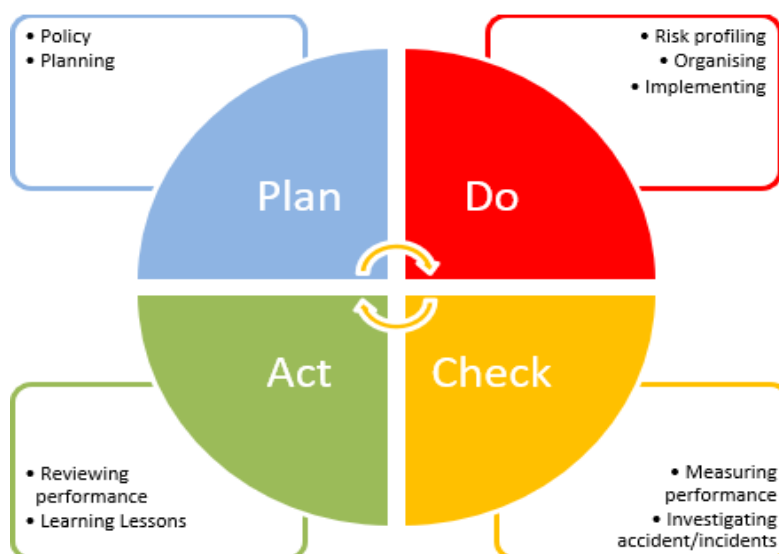 • Policy
• Planning
• Risk profiling
• Organising
• Implementing
Plan
Do
Act
Check
• Reviewing
performance
• Learning Lessons
• Measuring
performance
• Investigating
accident/incidents